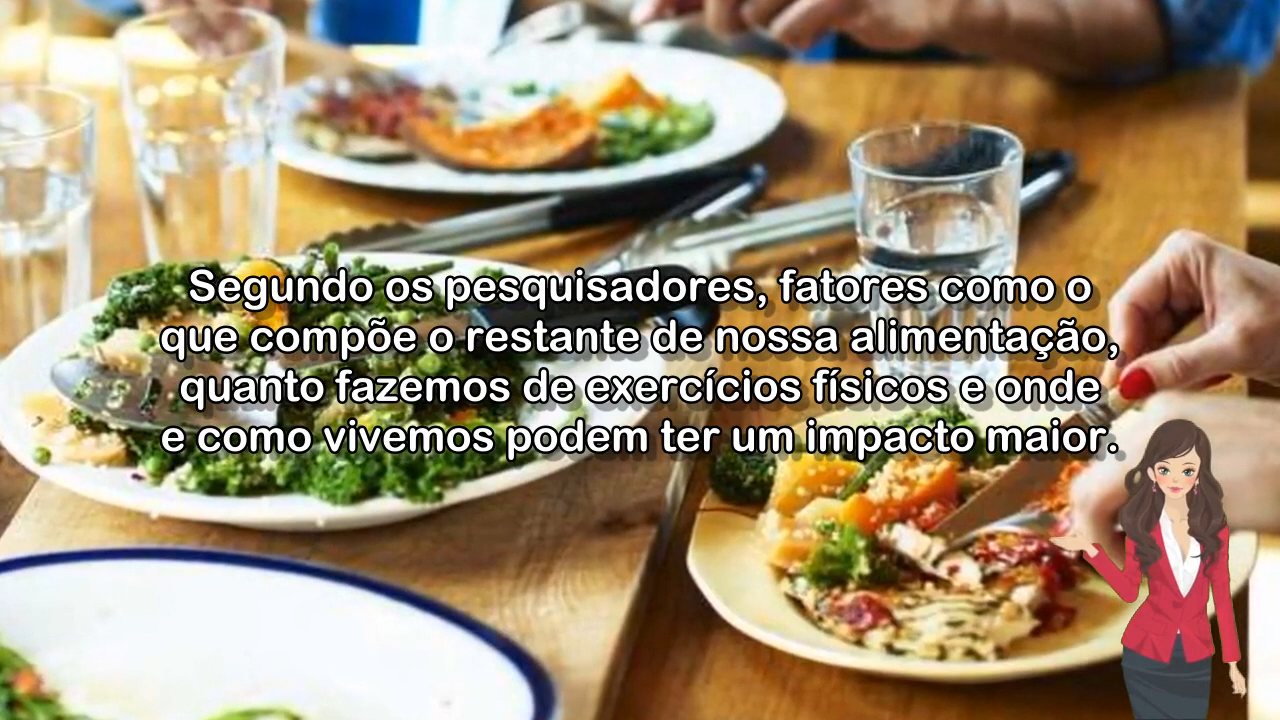 Segundo os pesquisadores, fatores como o
que compõe o restante de nossa alimentação,
quanto fazemos de exercícios físicos e onde
e como vivemos podem ter um impacto maior.